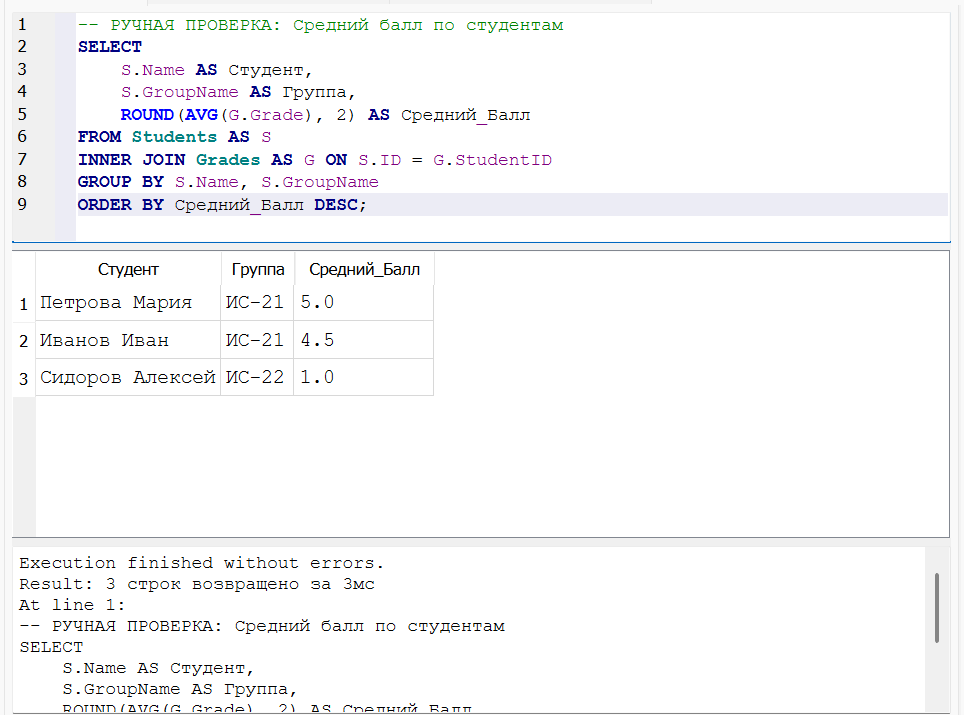 1 -- РУЧНАЯ ПРОВЕРКА: Средний балл по студентам
2 SELECT
3 S.Name AS Студент,
4 S.GroupName AS Группа,
5 ROUND(AVG(G.Grade), 2) AS Средний_Балл
6 FROM Students AS S
7 INNER JOIN Grades AS G ON S.ID = G.StudentID
8 GROUP BY S.Name, S.GroupName
9 ORDER BY Средний_Балл DESC;
Студент Группа Средний_Балл
1 Петрова Мария ИС-21 5.0
2 Иванов Иван ИС-21 4.5
3 Сидоров Алексей ИС-22 1.0
Execution finished without errors.
Result: 3 строк возвращено за 3мс
At line 1:
-- РУЧНАЯ ПРОВЕРКА: Средний балл по студентам
SELECT
S.Name AS Студент,
S.GroupName AS Группа,
ROUND(AVG(G.Grade), 2) AS Средний_Балл